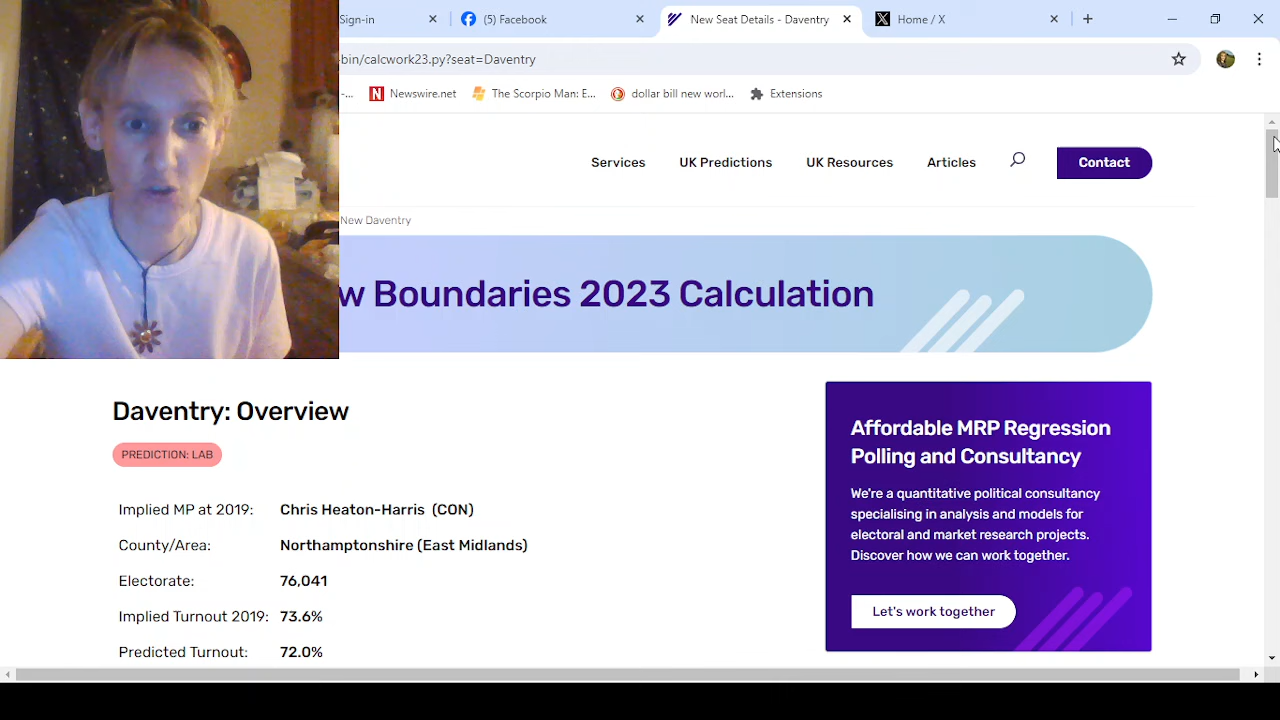 Sign-in
(5) Facebook
New Seat Details - Daventry
Home / X
-bin/calcwork23.py?seat=Daventry
-...
Newswire.net
The Scorpio Man: E...
dollar bill new worl...
Extensions
Services
UK Predictions
UK Resources
Articles
Contact
New Daventry
w Boundaries 2023 Calculation
Daventry: Overview
PREDICTION: LAB
Implied MP at 2019: Chris Heaton-Harris (CON)
County/Area: Northamptonshire (East Midlands)
Electorate: 76,041
Implied Turnout 2019: 73.6%
Predicted Turnout: 72.0%
Affordable MRP Regression
Polling and Consultancy
We're a quantitative political consultancy
specialising in analysis and models for
electoral and market research projects.
Discover how we can work together.
Let's work together